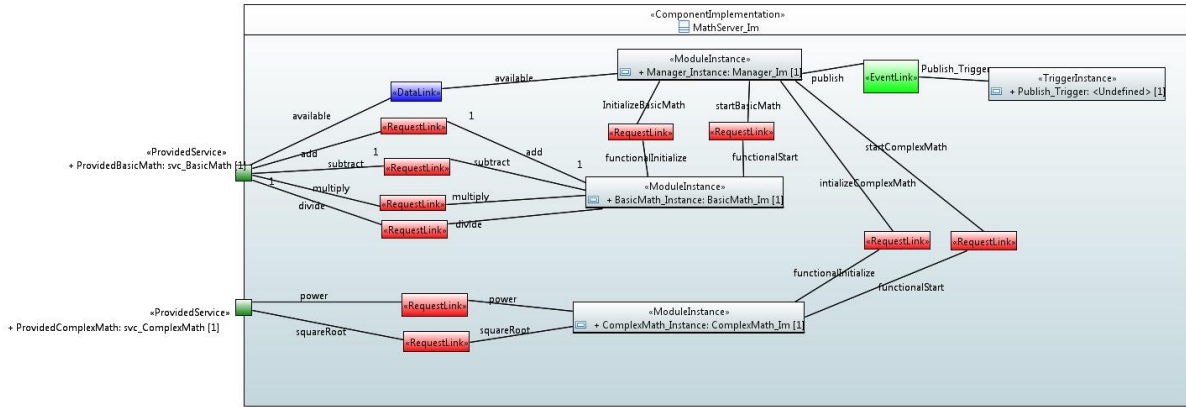 «ComponentImplementation»
MathServer_Im
«ModuleInstance»
+ Manager_Instance: Manager_Im [1]
available
publish
«EventLink»
Publish_Trigger
«TriggerInstance»
+ Publish_Trigger: <Undefined> [1]
«DataLink»
InitializeBasicMath
startBasicMath
available
1
«RequestLink»
«RequestLink»
«RequestLink»
startComplexMath
«ProvidedService»
+ ProvidedBasicMath: svc_BasicMath [1]
add
1
add
functionalInitialize
functionalStart
subtract
«RequestLink»
subtract
1
1
intializeComplexMath
«ModuleInstance»
+ BasicMath_Instance: BasicMath_Im [1]
multiply
«RequestLink»
multiply
divide
«RequestLink»
divide
«RequestLink»
«RequestLink»
functionalInitialize
functionalStart
«ProvidedService»
+ ProvidedComplexMath: svc_ComplexMath [1]
power
«RequestLink»
power
«ModuleInstance»
+ ComplexMath_Instance: ComplexMath_Im [1]
squareRoot
«RequestLink»
squareRoot